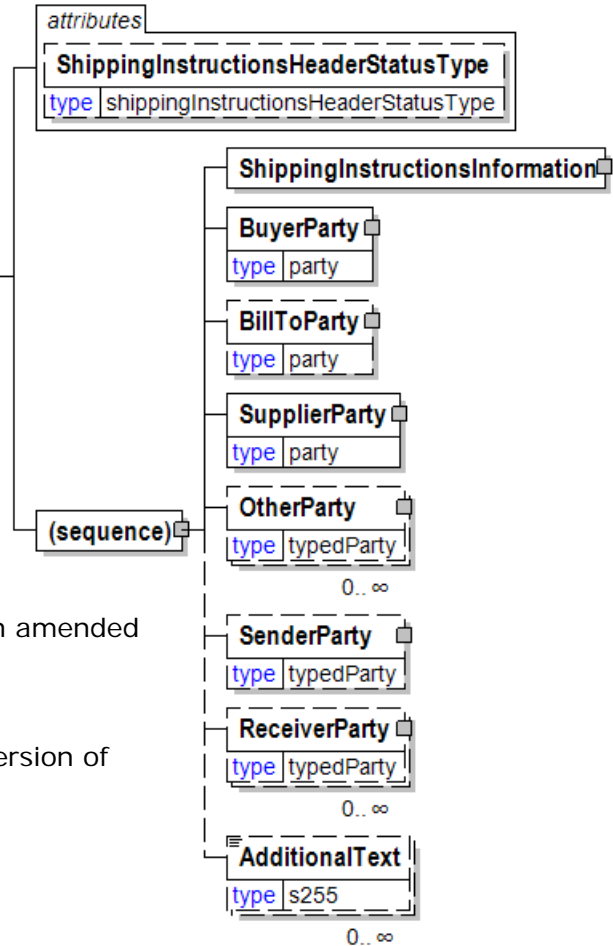 attributes
ShippingInstructionsHeaderStatusType
type shippingInstructionsHeaderStatusType
ShippingInstructionsInformation
BuyerParty
type party
BillToParty
type party
SupplierParty
type party
(sequence)
OtherParty
type typedParty
0.. ∞
n amended
SenderParty
type typedParty
ersion of
ReceiverParty
type typedParty
0.. ∞
AdditionalText
type s255
0.. ∞